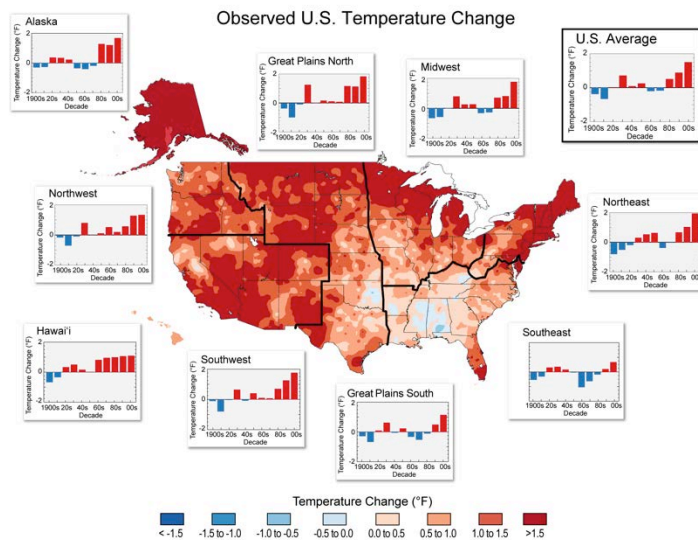 Observed U.S. Temperature Change
Alaska
Temperature Change (°F)
2
0
-2
1900s 20s 40s 60s 80s 00s
Decade
Great Plains North
Temperature Change (°F)
2
0
-2
1900s 20s 40s 60s 80s 00s
Decade
Midwest
Temperature Change (°F)
2
0
-2
1900s 20s 40s 60s 80s 00s
Decade
U.S. Average
Temperature Change (°F)
2
0
-2
1900s 20s 40s 60s 80s 00s
Decade
Northwest
Temperature Change (°F)
2
0
-2
1900s 20s 40s 60s 80s 00s
Decade
Northeast
Temperature Change (°F)
2
0
-2
1900s 20s 40s 60s 80s 00s
Decade
Hawai'i
Temperature Change (°F)
2
0
-2
1900s 20s 40s 60s 80s 00s
Decade
Southwest
Temperature Change (°F)
2
0
-2
1900s 20s 40s 60s 80s 00s
Decade
Great Plains South
Temperature Change (°F)
2
0
-2
1900s 20s 40s 60s 80s 00s
Decade
Southeast
Temperature Change (°F)
2
0
-2
1900s 20s 40s 60s 80s 00s
Decade
Temperature Change (°F)
< -1.5 -1.5 to -1.0 -1.0 to -0.5 -0.5 to 0.0 0.0 to 0.5 0.5 to 1.0 1.0 to 1.5 >1.5